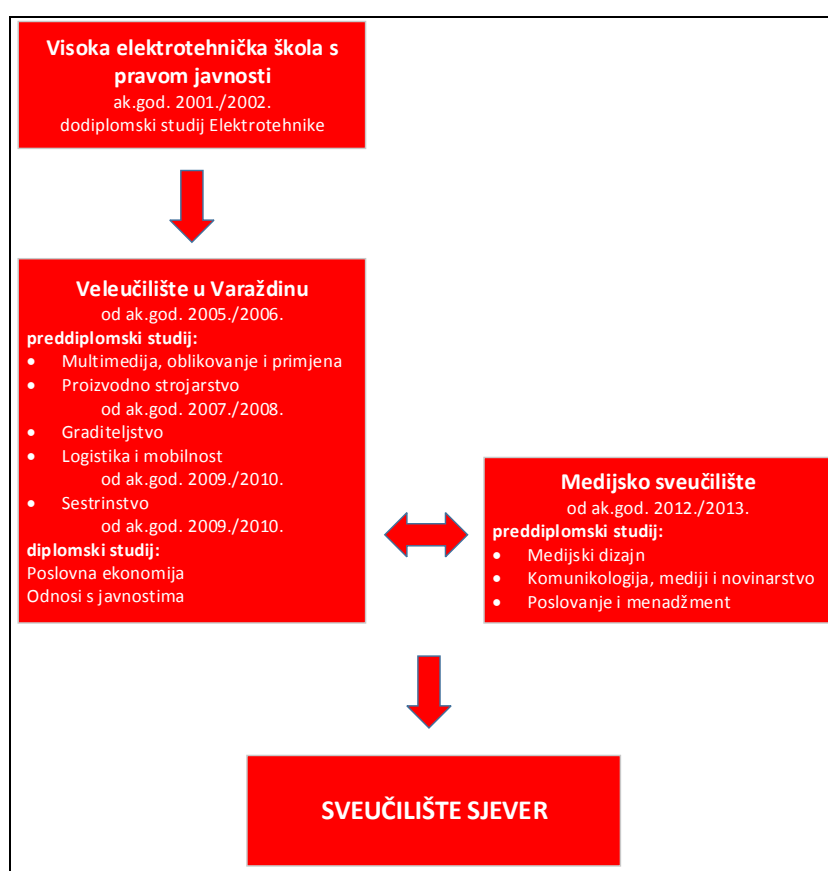 Visoka elektrotehnička škola s
pravom javnosti
ak.god. 2001./2002.
dodiplomski studij Elektrotehnike
Veleučilište u Varaždinu
od ak.god. 2005./2006.
preddiplomski studij:
• Multimedija, oblikovanje i primjena
• Proizvodno strojarstvo
od ak.god. 2007./2008.
• Graditeljstvo
• Logistika i mobilnost
od ak.god. 2009./2010.
• Sestrinstvo
od ak.god. 2009./2010.
diplomski studij:
Poslovna ekonomija
Odnosi s javnostima
Medijsko sveučilište
od ak.god. 2012./2013.
preddiplomski studij:
• Medijski dizajn
• Komunikologija, mediji i novinarstvo
• Poslovanje i menadžment
SVEUČILIŠTE SJEVER